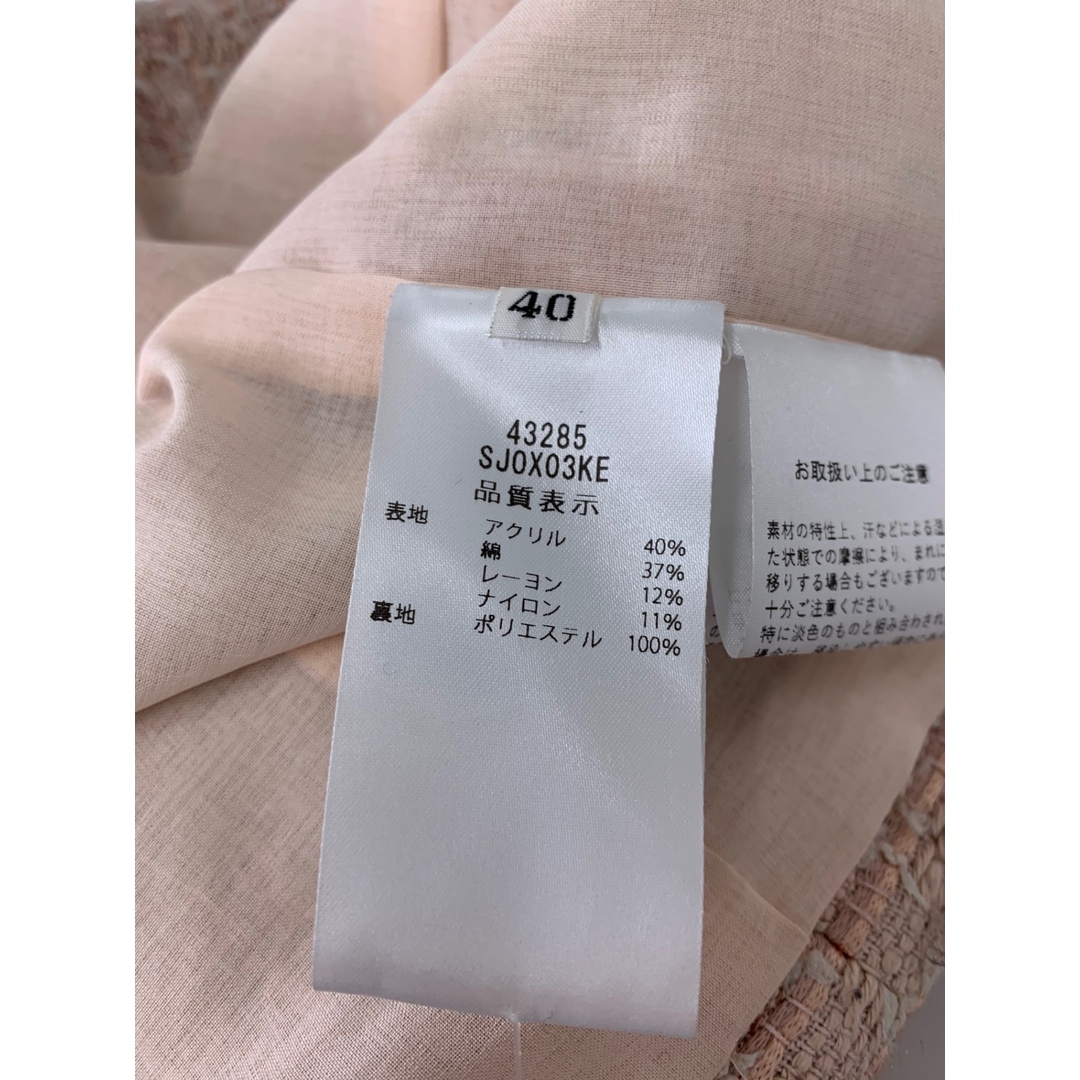 40
43285
SJ0X03KE
品質表示
表地 アクリル 40%
綿 37%
レーヨン 12%
ナイロン 11%
裏地 ポリエステル 100%
お取扱い上のご注意
素材の特性上、汗などによる湿
た状態での摩擦により、まれに
移りする場合もございますので
十分ご注意ください。
特に淡色のものと組み合わされ
場合は、